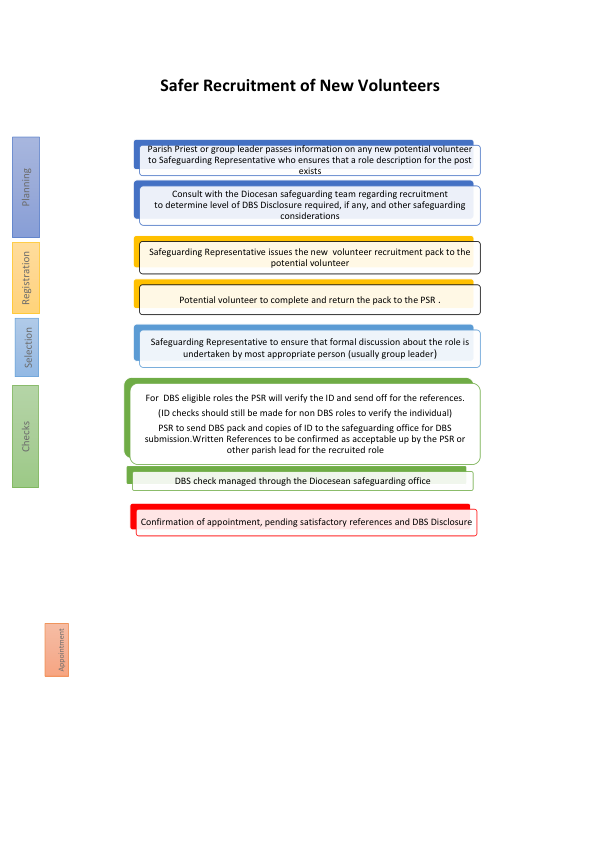 Safer Recruitment of New Volunteers
Planning
Parish Priest or group leader passes information on any new potential volunteer
to Safeguarding Representative who ensures that a role description for the post
exists
Consult with the Diocesan safeguarding team regarding recruitment
to determine level of DBS Disclosure required, if any, and other safeguarding
considerations
Registration
Safeguarding Representative issues the new  volunteer recruitment pack to the
potential volunteer
Potential volunteer to complete and return the pack to the PSR .
Selection
Safeguarding Representative to ensure that formal discussion about the role is
undertaken by most appropriate person (usually group leader)
Checks
For  DBS eligible roles the PSR will verify the ID and send off for the references.
(ID checks should still be made for non DBS roles to verify the individual)
PSR to send DBS pack and copies of ID to the safeguarding office for DBS
submission.Written References to be confirmed as acceptable up by the PSR or
other parish lead for the recruited role
DBS check managed through the Diocesean safeguarding office
Confirmation of appointment, pending satisfactory references and DBS Disclosure
Appointment